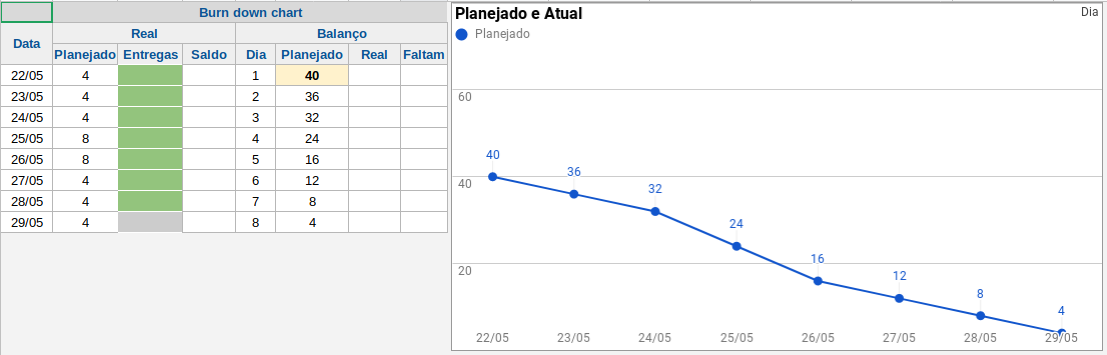 Burn down chart
Data Real Balanço
Planejado Entregas Saldo Dia Planejado Real Faltam
22/05 4 1 40
23/05 4 2 36
24/05 4 3 32
25/05 8 4 24
26/05 8 5 16
27/05 4 6 12
28/05 4 7 8
29/05 4 8 4
Planejado e Atual Dia
Planejado
60
40
20
40 36 32 24 16 12 8 4
22/05 23/05 24/05 25/05 26/05 27/05 28/05 29/05